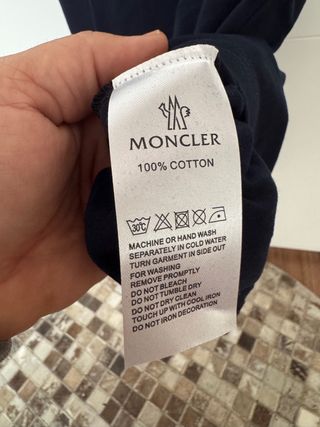 MONCLER
100% COTTON
30°C
MACHINE OR HAND WASH
SEPARATELY IN COLD WATER
TURN GARMENT IN SIDE OUT
FOR WASHING
REMOVE PROMPTLY
DO NOT BLEACH
DO NOT TUMBLE DRY
DO NOT DRY CLEAN
TOUCH UP WITH COOL IRON
DO NOT IRON DECORATION